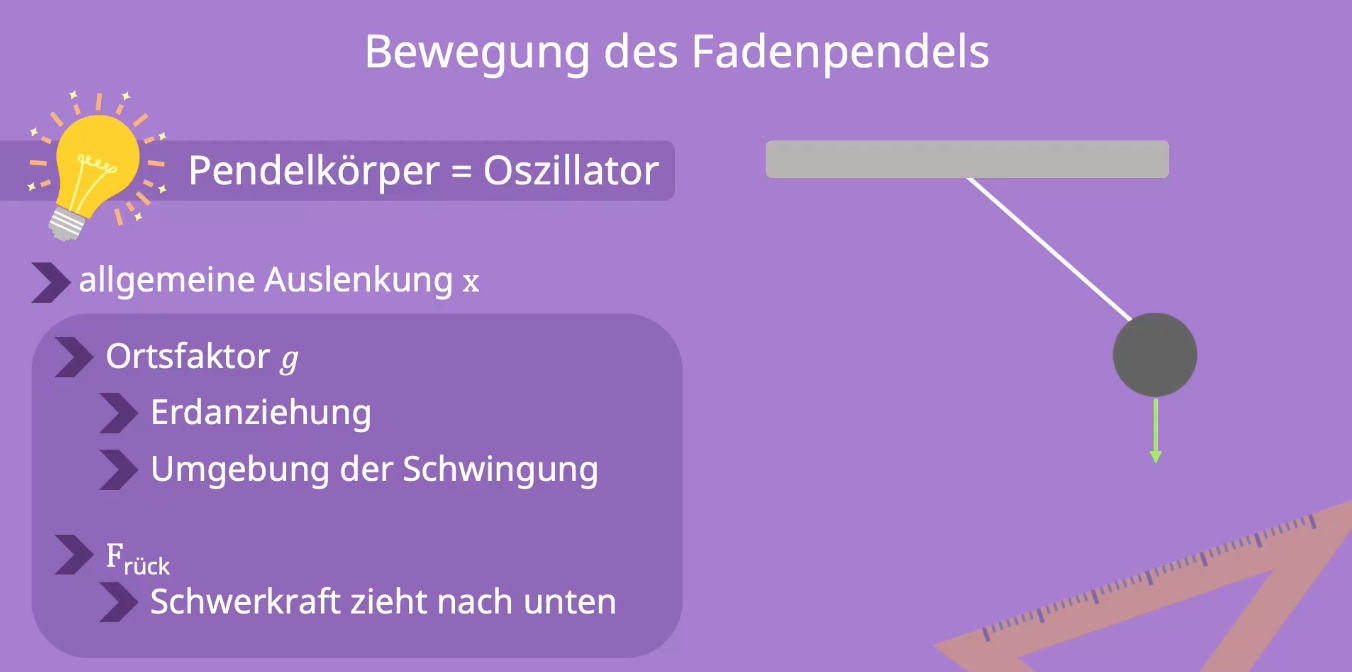 Bewegung des Fadenpendels
Pendelkörper = Oszillator
allgemeine Auslenkung x
Ortsfaktor g
Erdanziehung
Umgebung der Schwingung
Frück
Schwerkraft zieht nach unten